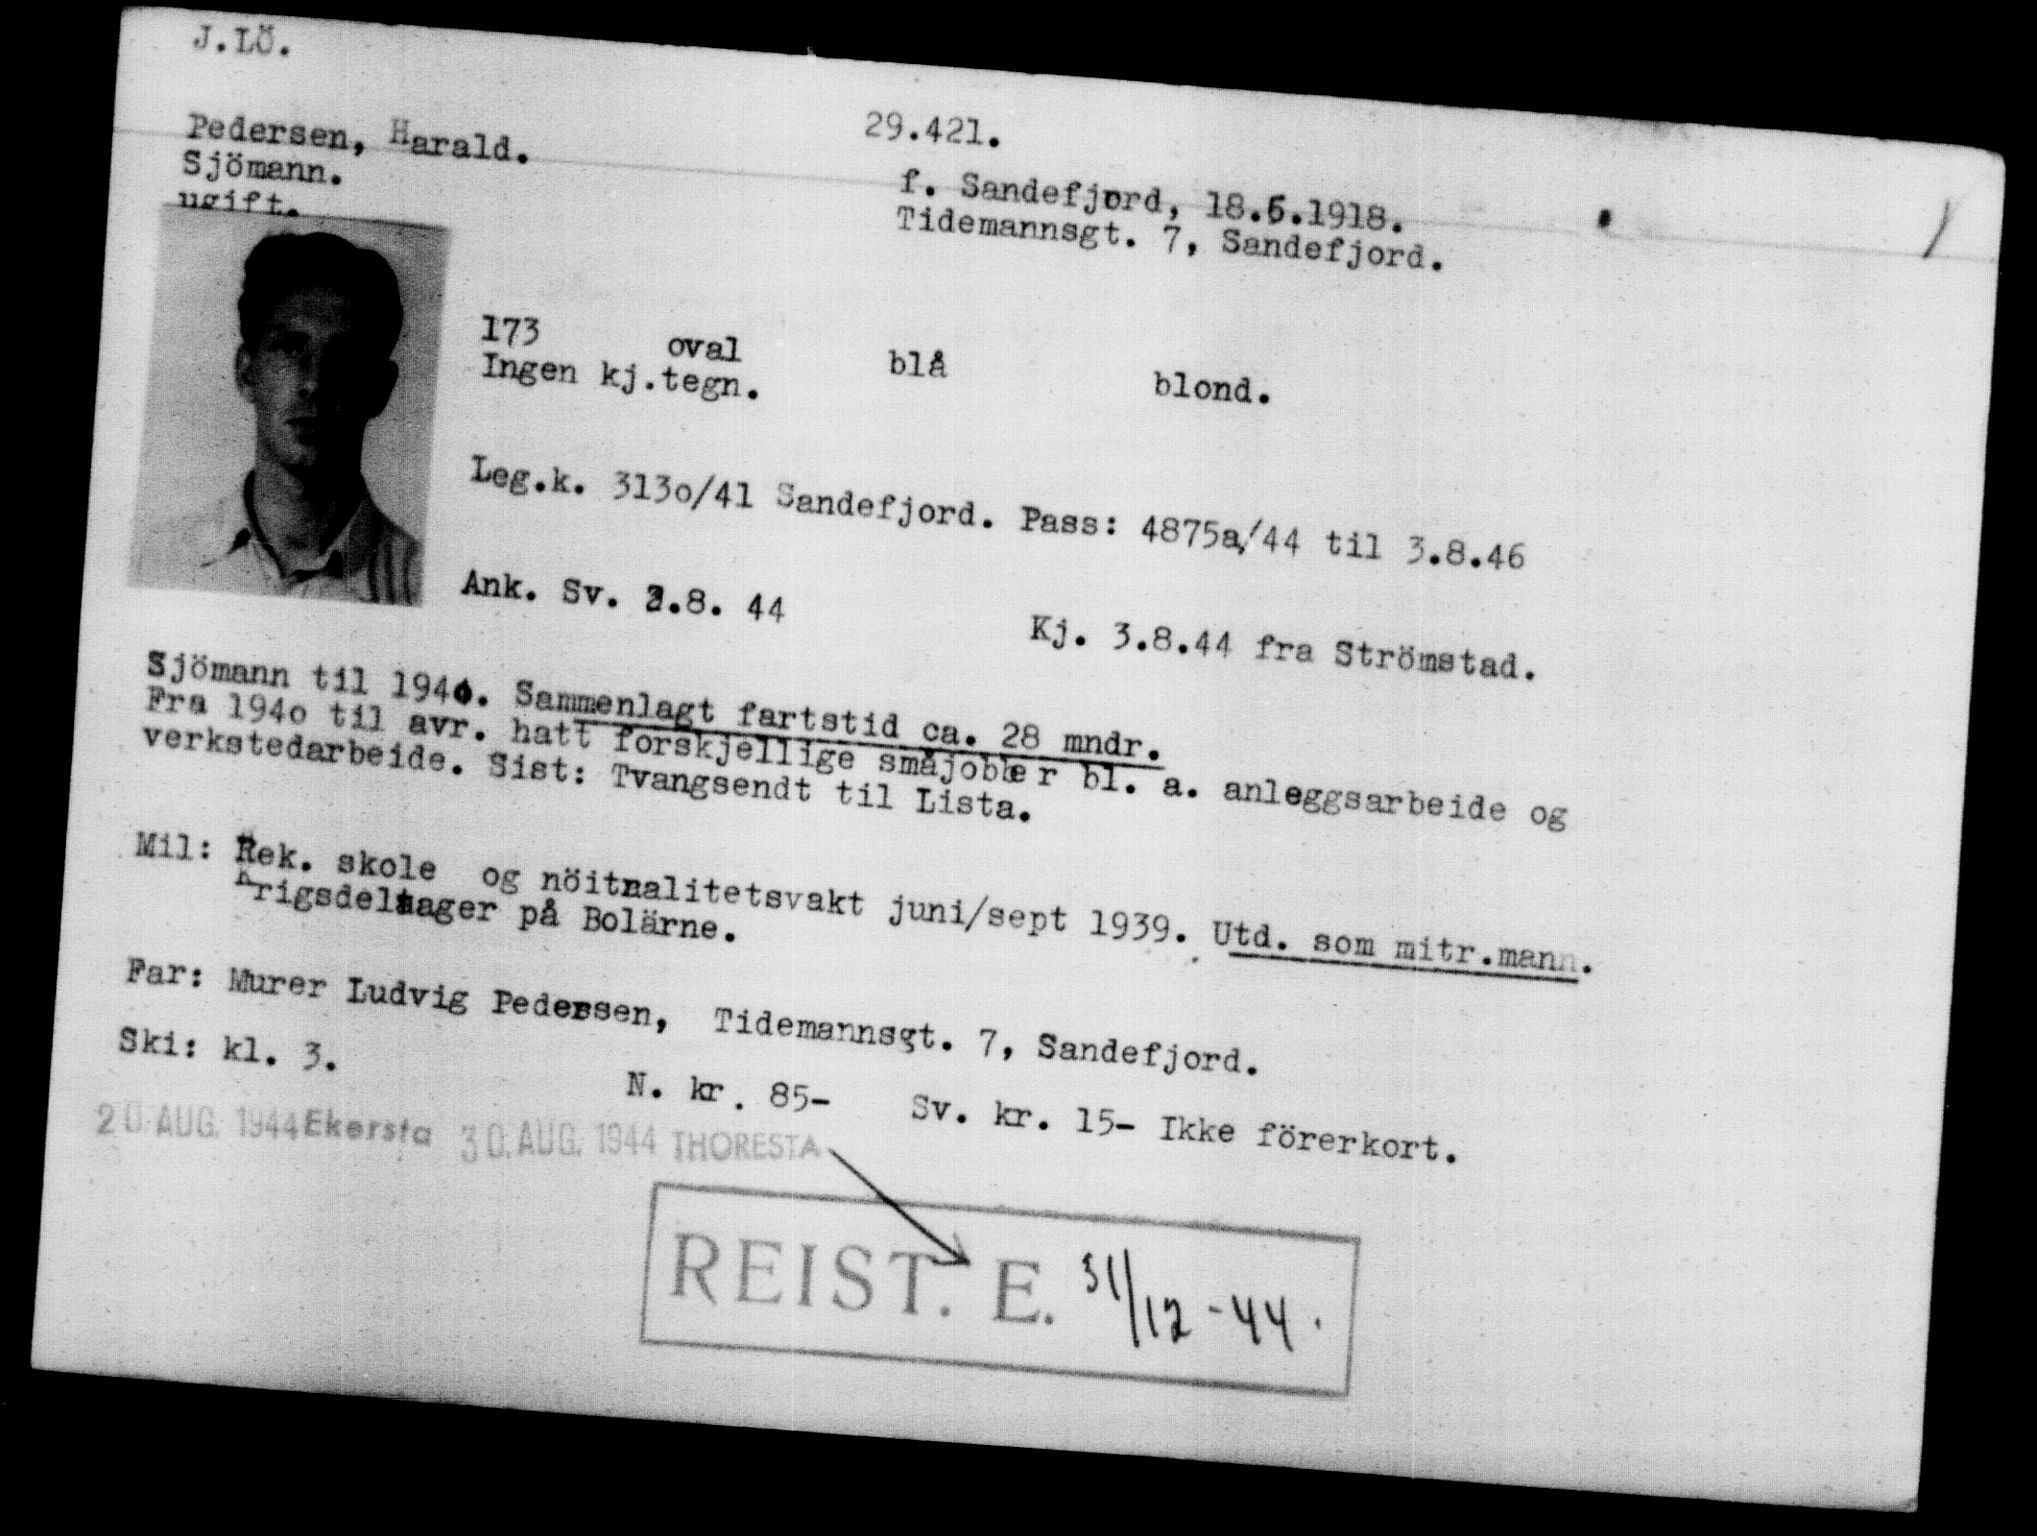 J.LÖ.
Pedersen, Harald.
29.421.
Sjömann.
f. Sandefjord, 18.5.1918.
ugift.
Tidemannsgt. 7, Sandefjord.
173 oval blå blond.
Ingen kj.tegn.
Leg.k. 313o/41 Sandefjord. Pass: 4875a/44 til 3.8.46
Ank. Sv. 2.8. 44
Kj. 3.8.44 fra Strömstad.
Sjömann til 1940. Sammenlagt fartstid ca. 28 mndr.
Fra 194o til avr. hatt forskjellige småjobber bl. a. anleggsarbeide og
verkstedarbeide. Sist: Tvangsendt til Lista.
Mil: Rek. skole og nöitralitetsvakt juni/sept 1939. Utd. som mitr.mann.
Krigsdeltager på Bolärne.
Far: Murer Ludvig Pedersen, Tidemannsgt. 7, Sandefjord.
Ski: kl. 3.
N. kr. 85- Sv. kr. 15- Ikke förerkort.
20. AUG. 1944 Ekersta 30. AUG. 1944 THORESTA
REIST. E. 31/12-44.